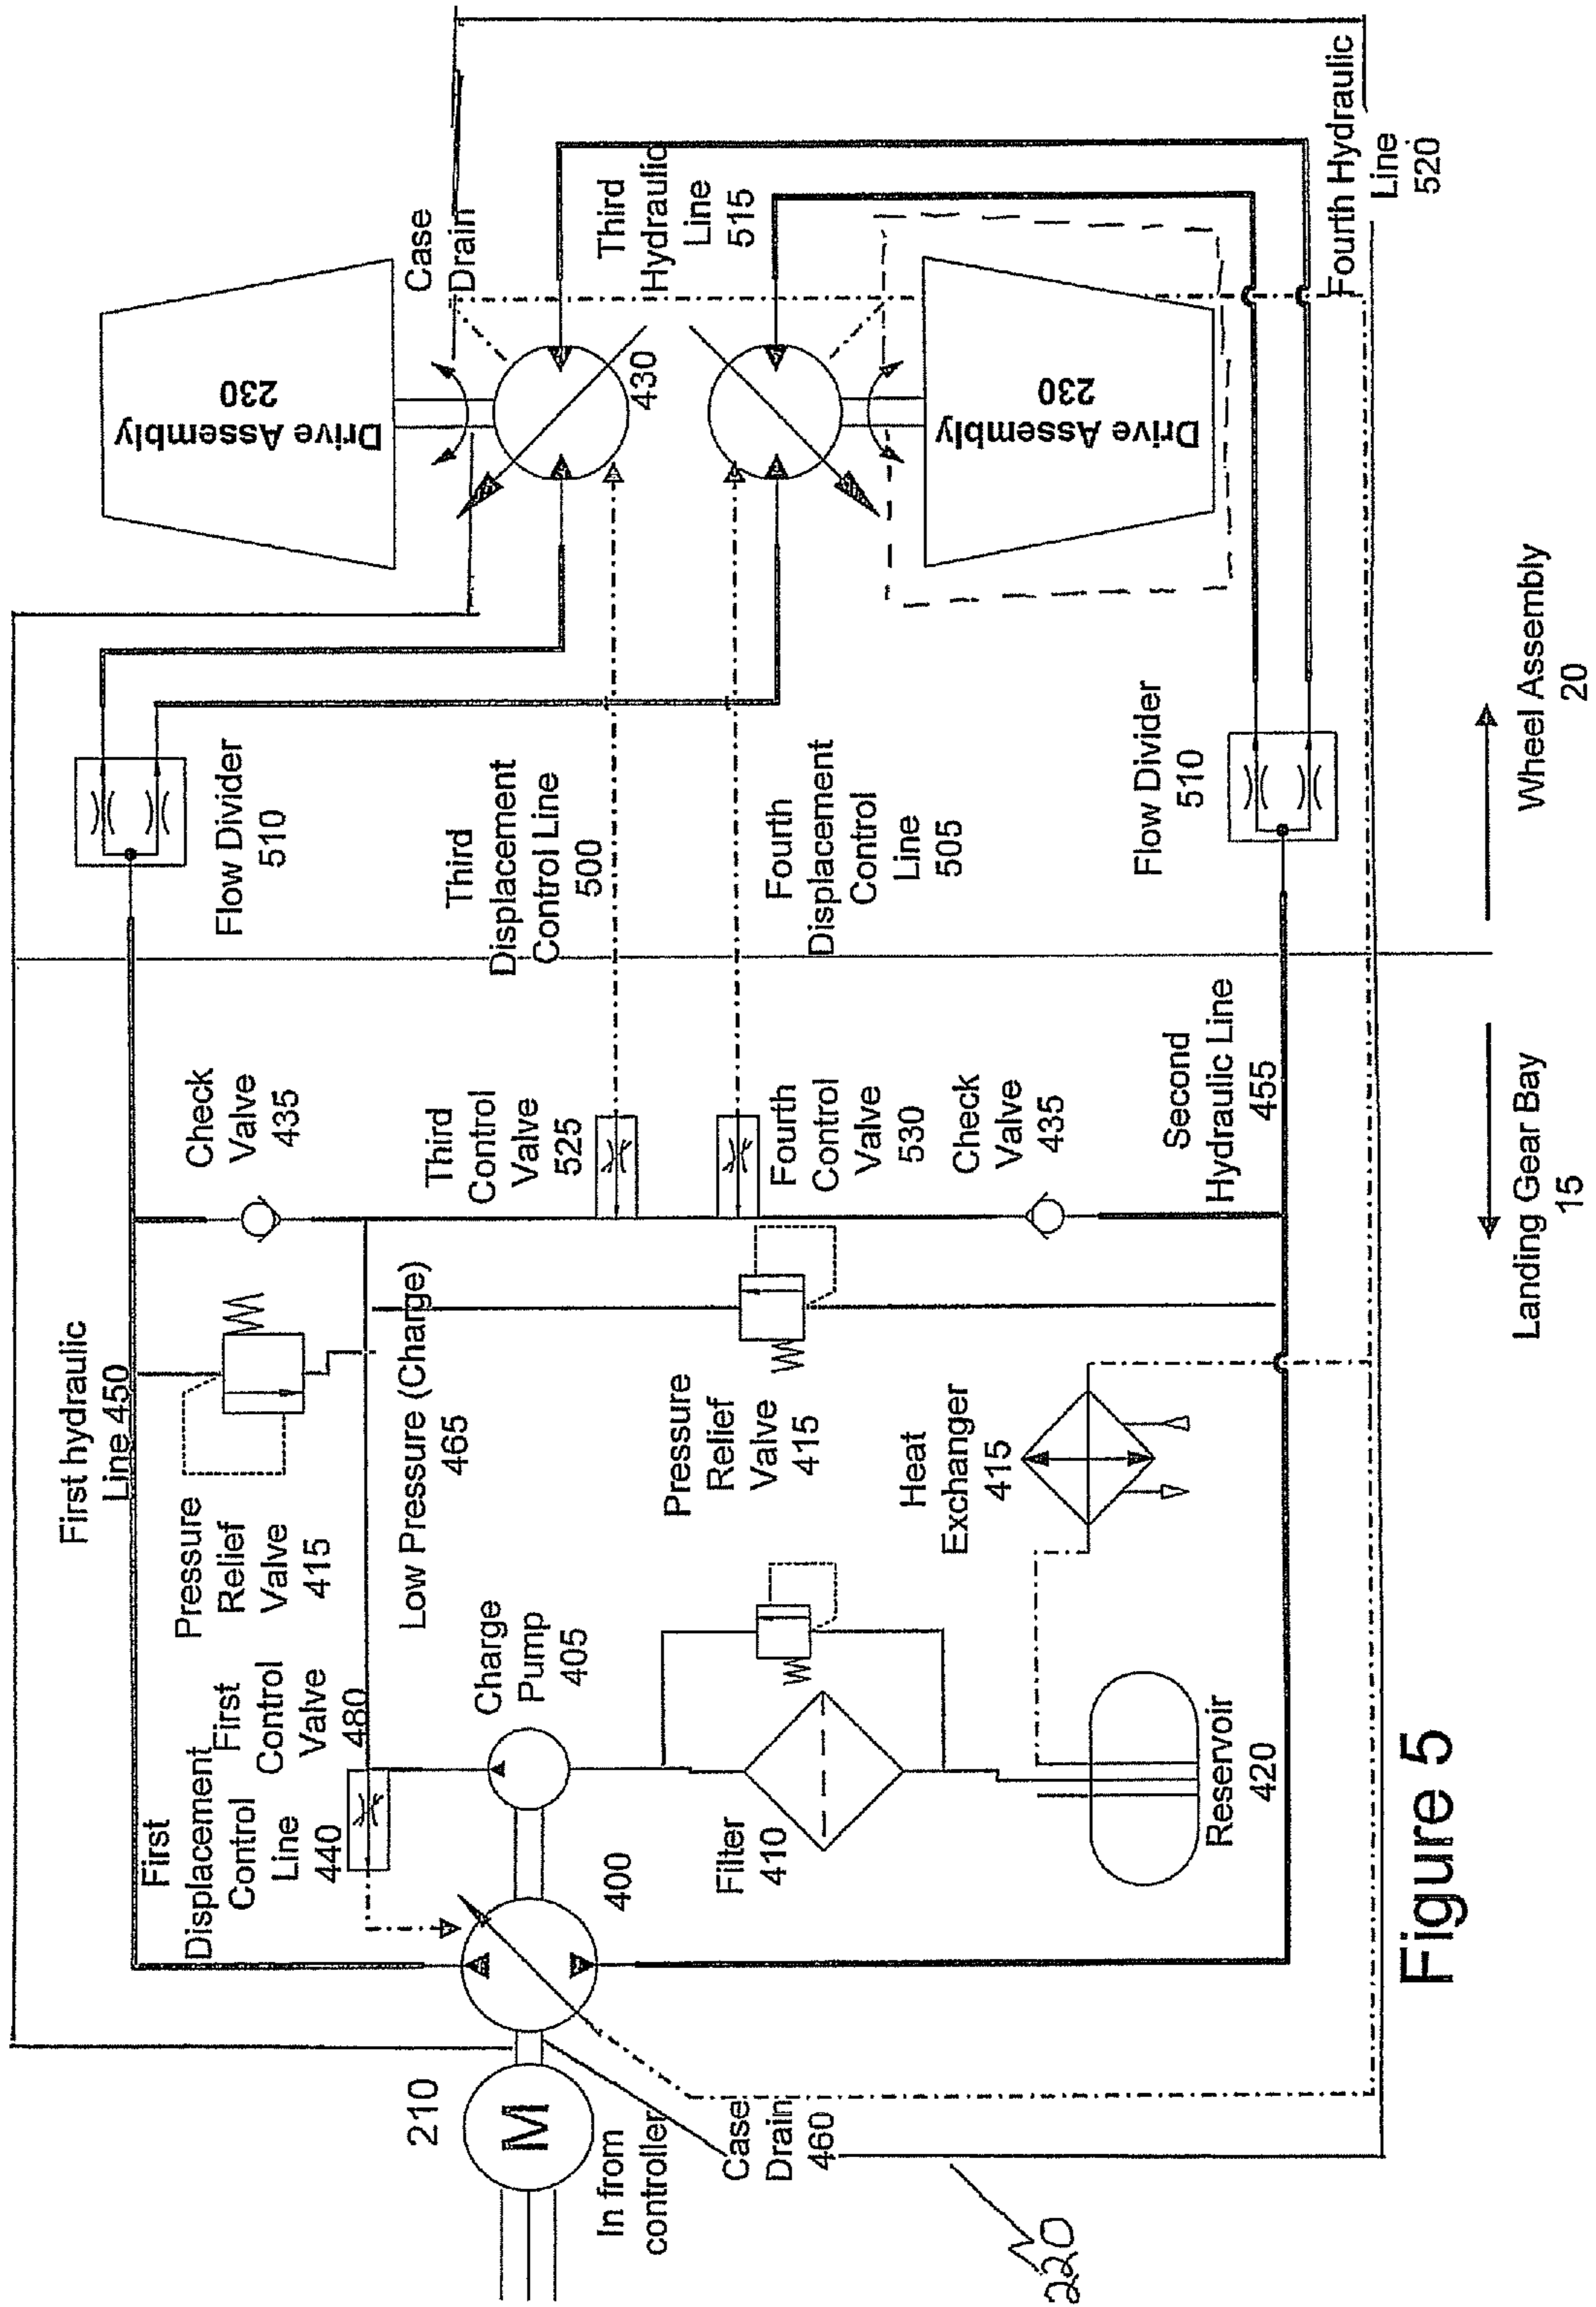 210
M
In from
controller
Case
Drain
460
220
First
Displacement
Control
Line
440
First
Control
Valve
480
400
Charge
Pump
405
Filter
410
Reservoir
420
First hydraulic
Line 450
Pressure
Relief
Valve
415
Low Pressure (Charge)
465
Pressure
Relief
Valve
415
Heat
Exchanger
415
Check
Valve
435
Third
Control
Valve
525
Fourth
Control
Valve
530
Check
Valve
435
Second
Hydraulic Line
455
Flow Divider
510
Third
Displacement
Control Line
500
Fourth
Displacement
Control
Line
505
Flow Divider
510
Drive Assembly
230
Case
Drain
430
Third
Hydraulic
Line
515
Drive Assembly
230
Fourth Hydraulic
Line
520
Landing Gear Bay
15
Wheel Assembly
20
Figure 5